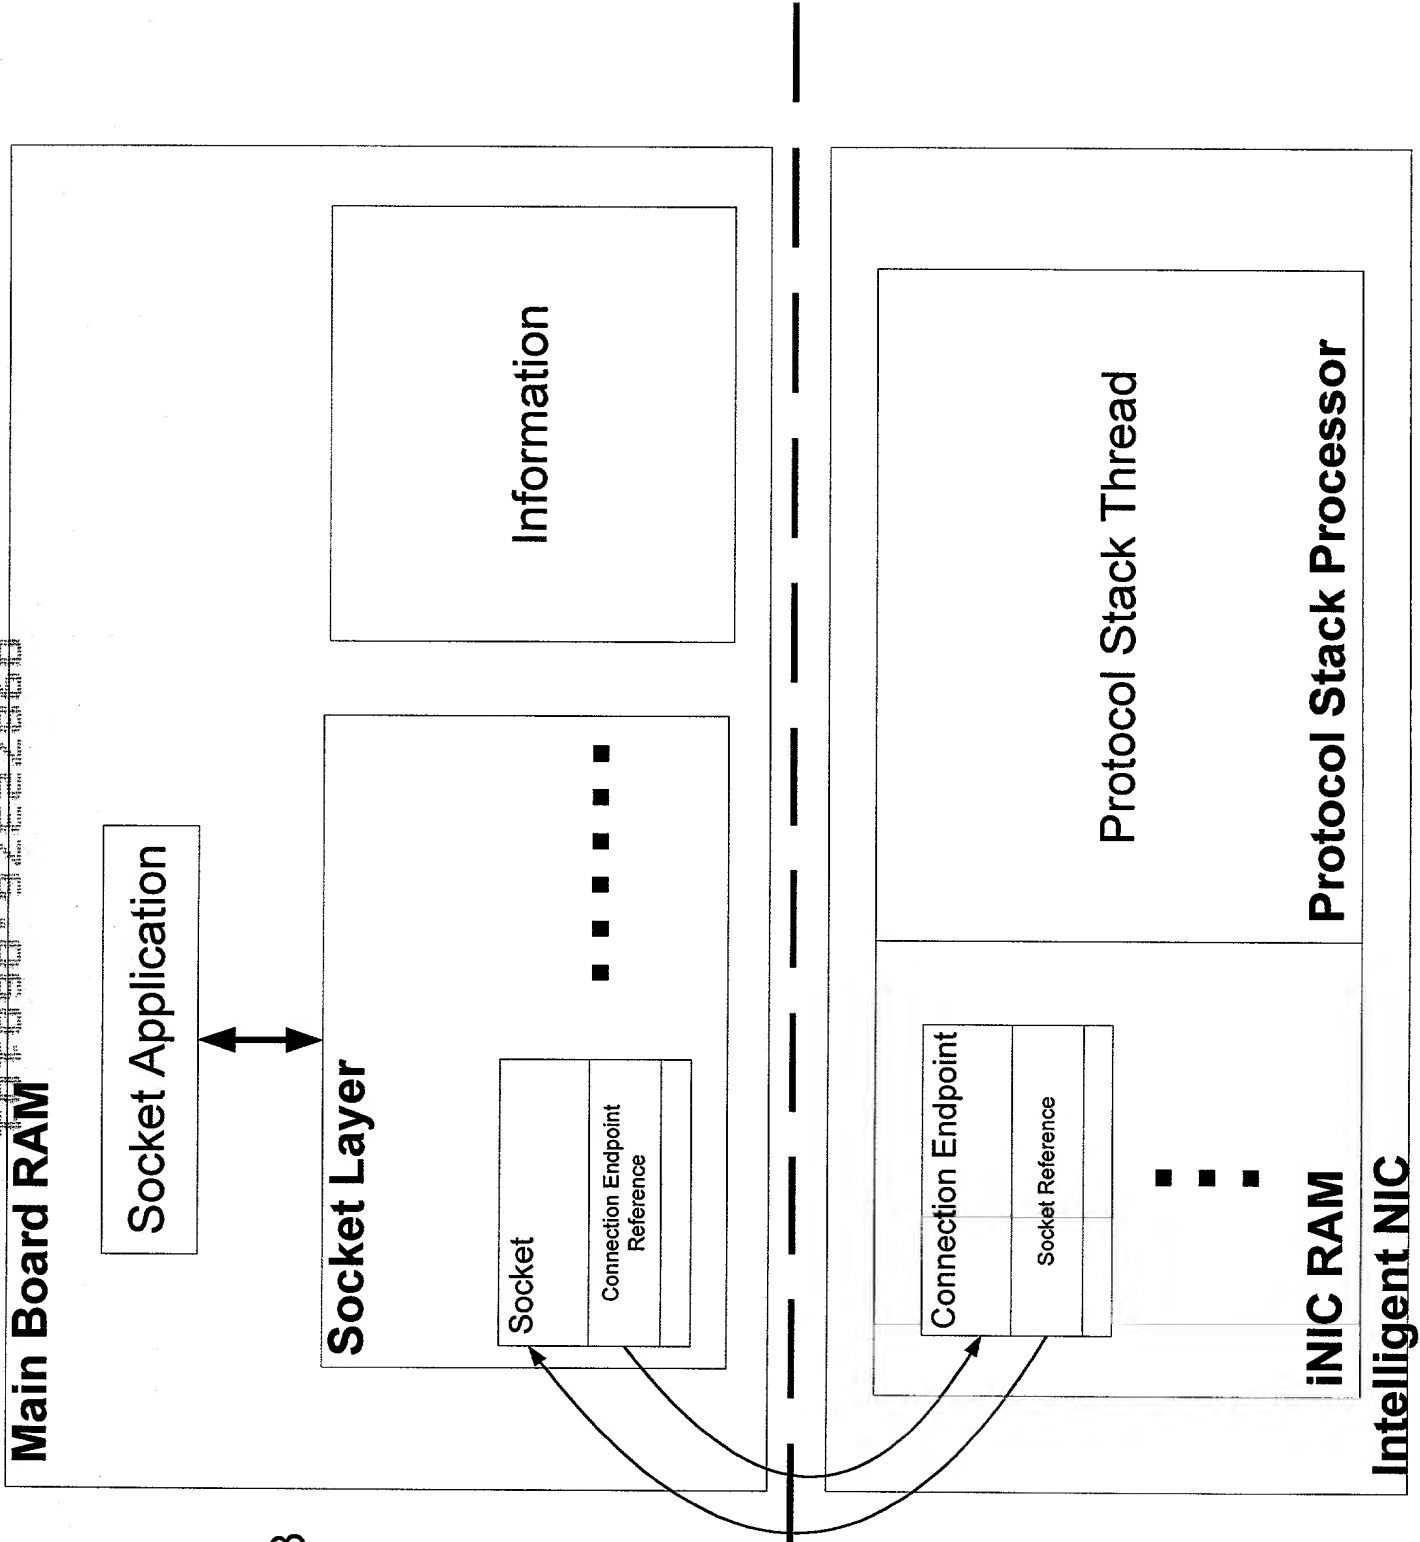 Main Board RAM
Socket Application
Socket Layer
Socket
Connection Endpoint
Reference
Information
Connection Endpoint
Socket Reference
Protocol Stack Thread
iNIC RAM
Protocol Stack Processor
Intelligent NIC